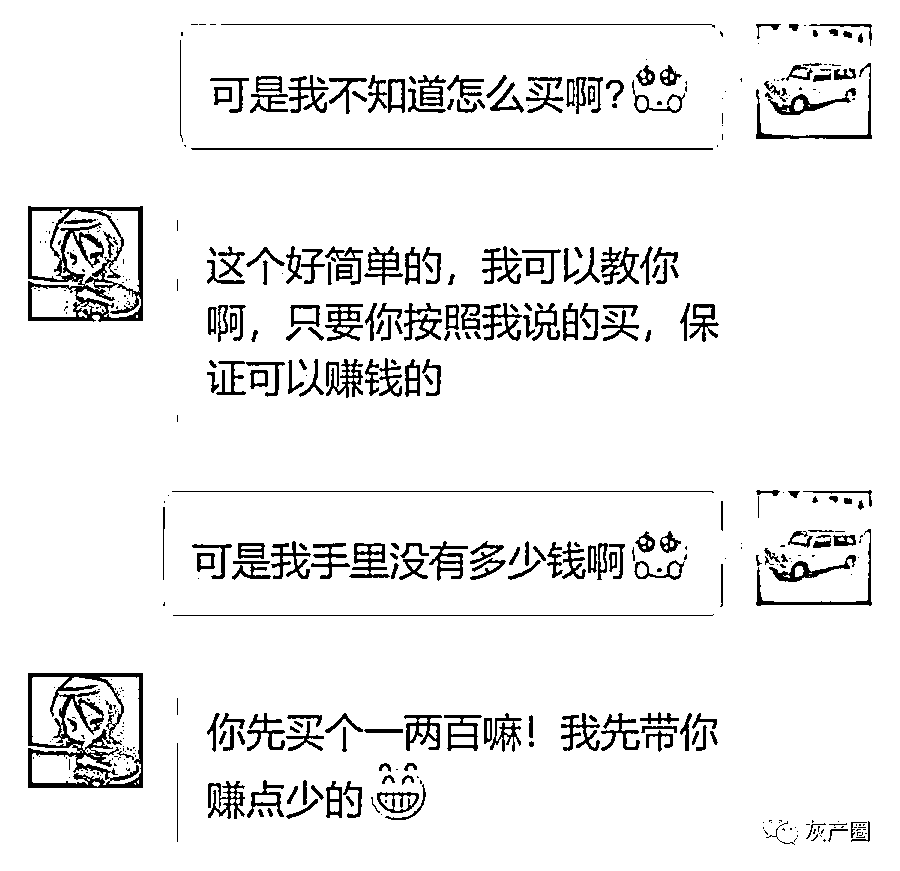 可是我不知道怎么买啊?
这个好简单的，我可以教你
啊，只要你按照我说的买，保
证可以赚钱的
可是我手里没有多少钱啊
你先买个一两百嘛！我先带你
赚点少的
灰产圈